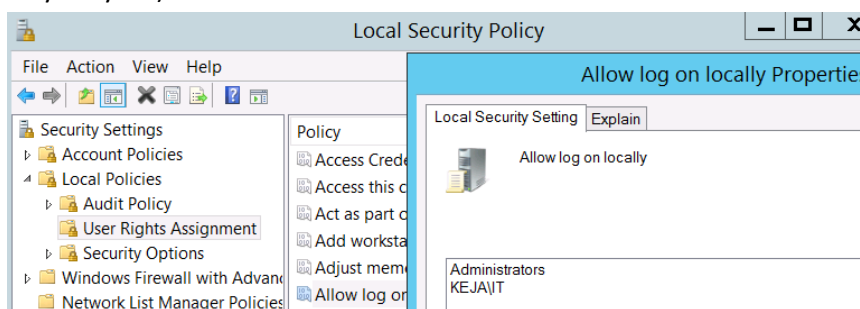 Local Security Policy
File Action View Help
Allow log on locally Propertie
Security Settings
Account Policies
Local Policies
Audit Policy
User Rights Assignment
Security Options
Windows Firewall with Advan
Network List Manager Policies
Policy
Access Crede
Access this c
Act as part o
Add worksta
Adjust mem
Allow log or
Local Security Setting Explain
Allow log on locally
Administrators
KEJA\IT